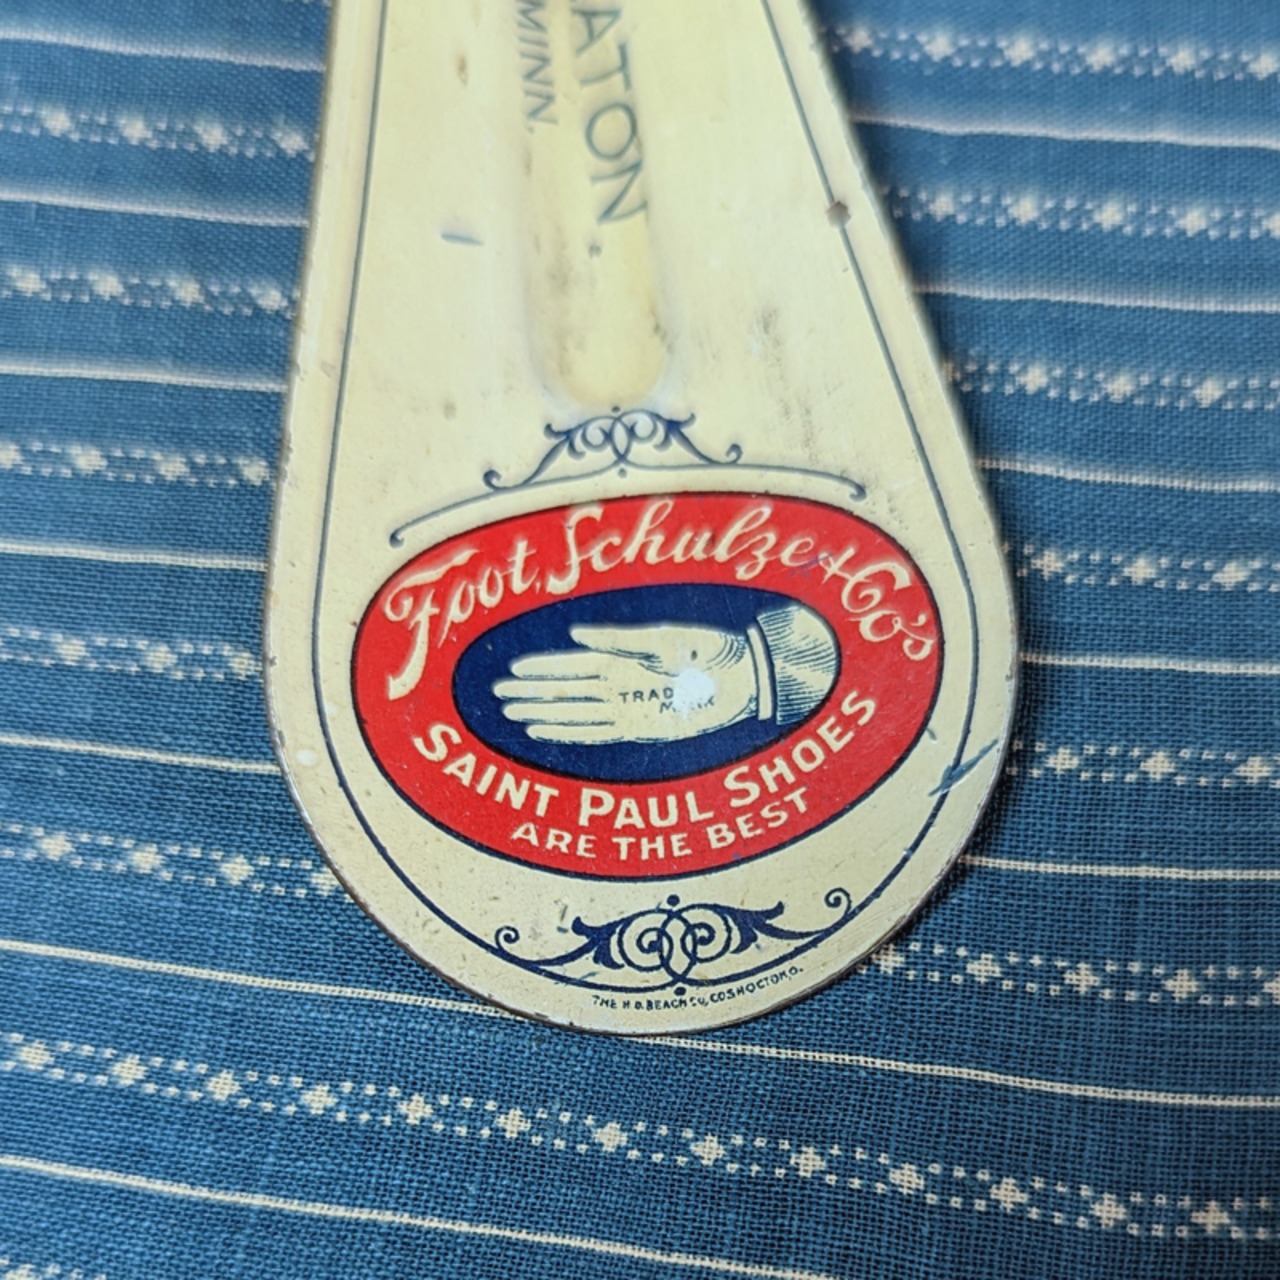 ATON
MINN.
Foot, Schulze & Co's
TRADE
MARK
SAINT PAUL SHOES
ARE THE BEST
THE H.D. BEACH CO. COSHOCTON, O.